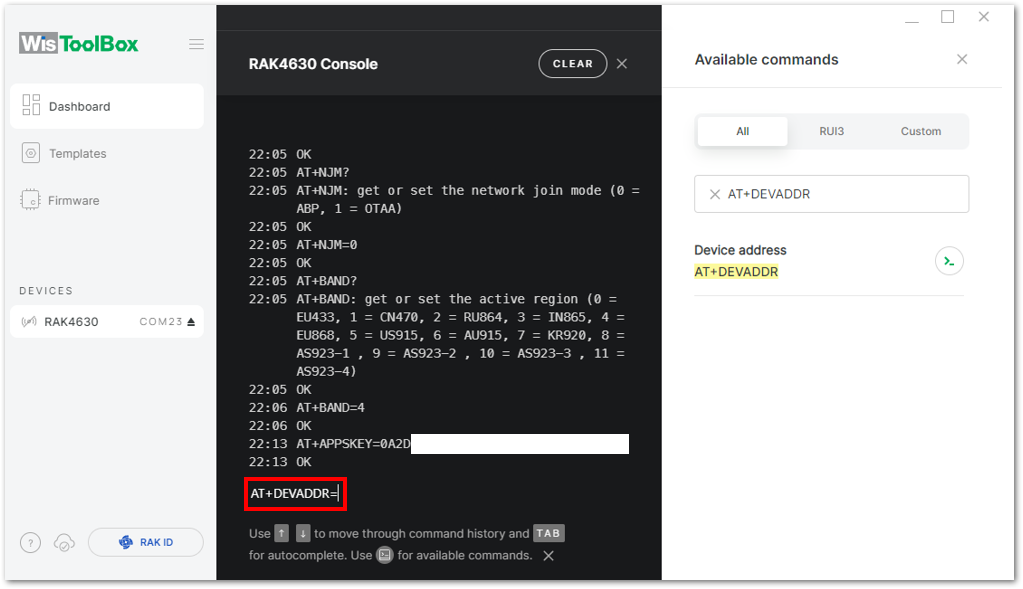 WisToolBox
Dashboard
Templates
Firmware
DEVICES
RAK4630 COM23
?
RAK ID
RAK4630 Console
CLEAR
22:05 OK
22:05 AT+NJM?
22:05 AT+NJM: get or set the network join mode (0 =
ABP, 1 = OTAA)
22:05 OK
22:05 AT+NJM=0
22:05 OK
22:05 AT+BAND?
22:05 AT+BAND: get or set the active region (0 =
EU433, 1 = CN470, 2 = RU864, 3 = IN865, 4 =
EU868, 5 = US915, 6 = AU915, 7 = KR920, 8 =
AS923-1 , 9 = AS923-2 , 10 = AS923-3 , 11 =
AS923-4)
22:05 OK
22:06 AT+BAND=4
22:06 OK
22:13 AT+APPSKEY=0A2D
22:13 OK
AT+DEVADDR=
Use ↑ ↓ to move through command history and TAB
for autocomplete. Use for available commands.
Available commands
All RUI3 Custom
AT+DEVADDR
Device address
AT+DEVADDR